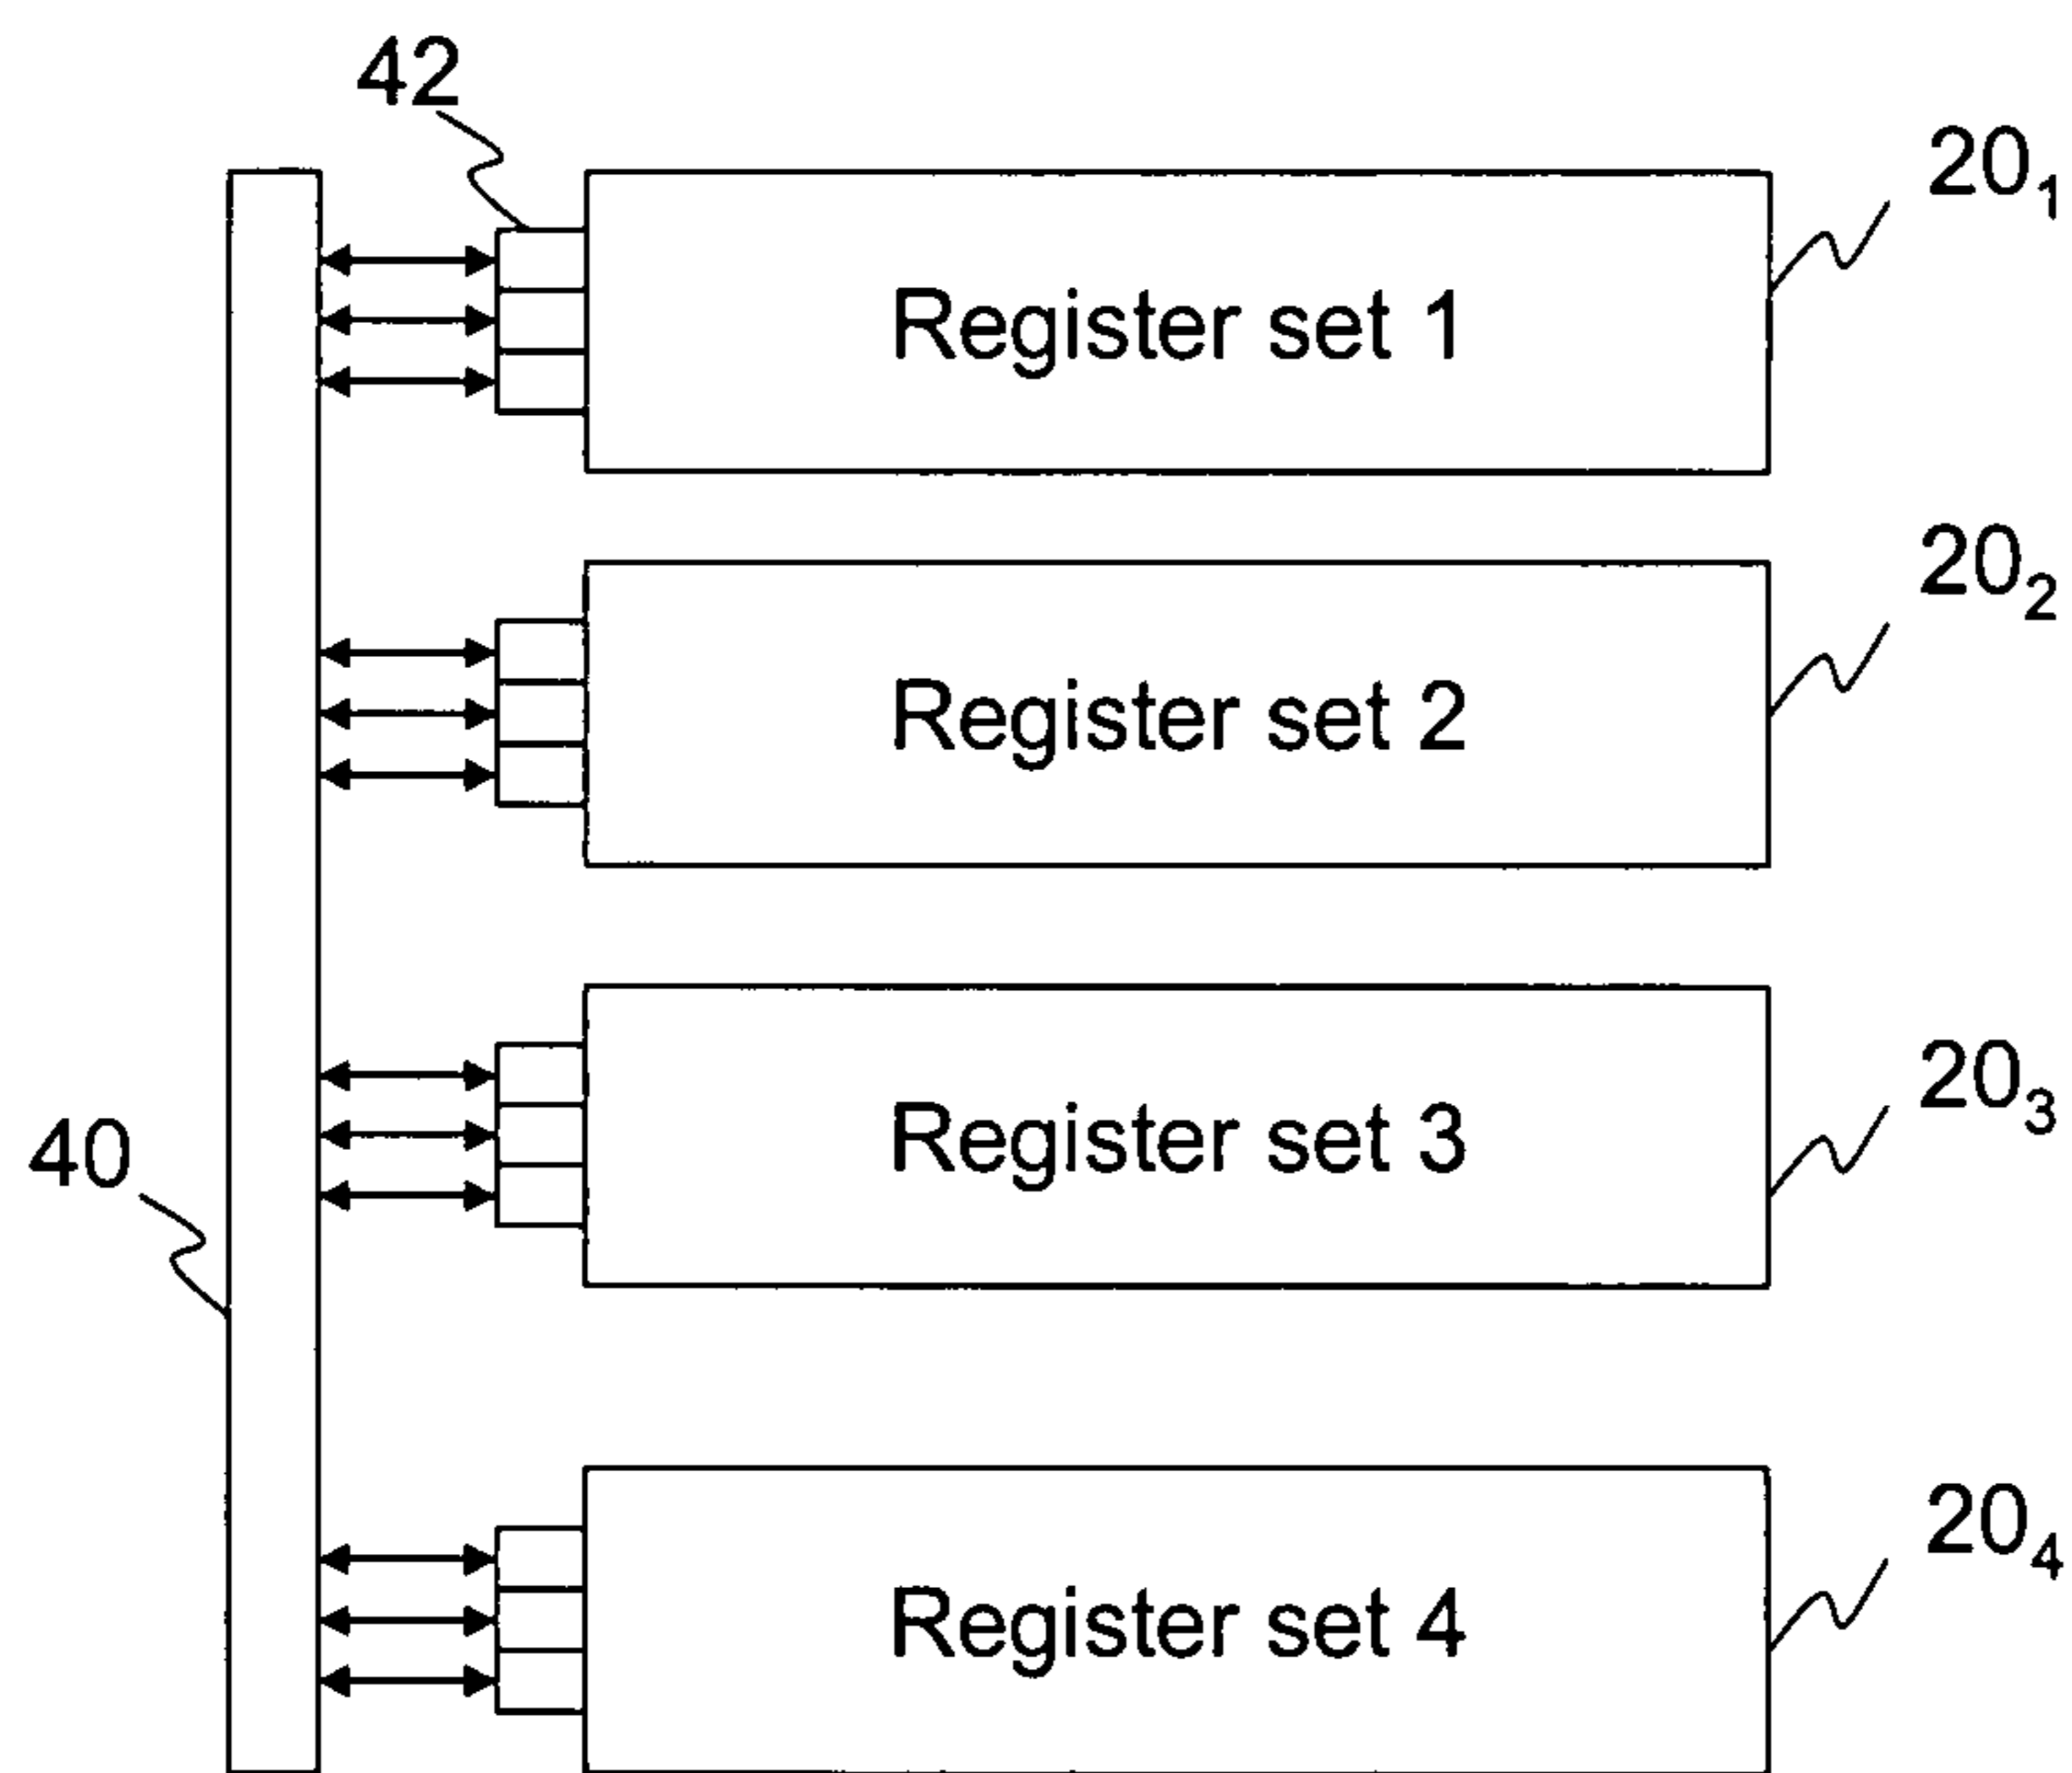 42
20₁
Register set 1
20₂
Register set 2
20₃
Register set 3
40
20₄
Register set 4